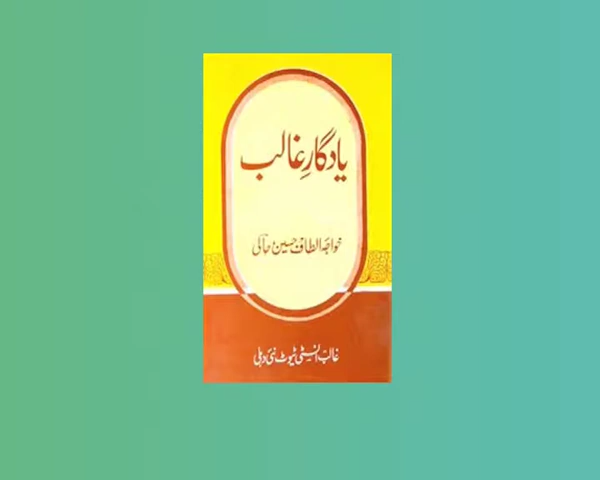 یادگارِ غالب
خواجہ الطاف حسین حالی
غالب انسٹی ٹیوٹ نئی دہلی